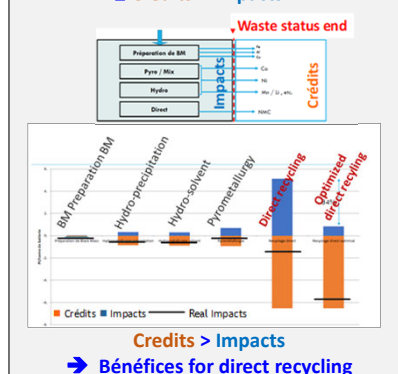 Waste status end
Préparation de BM
Pyro / Mix
Hydro
Direct
Impacts
Co
Ni
Mn / Li, etc.
NMC
Crédits
BM Preparation BM
Hydro-precipitation
Hydro-solvent
Pyrometallurgy
Direct recycling
Optimized
direct recyling
Crédits
Impacts
Real Impacts
Credits > Impacts
➔ Bénéfices for direct recycling